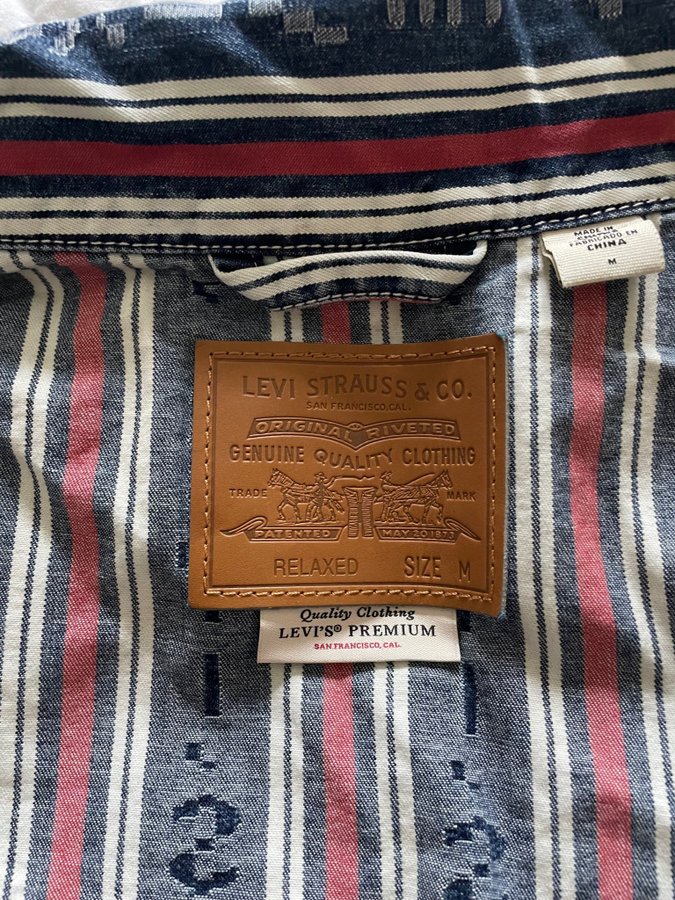 MADE IN
FABRICADO EN
CHINA
M
LEVI STRAUSS & CO.
SAN FRANCISCO, CAL.
ORIGINAL RIVETED
GENUINE QUALITY CLOTHING
TRADE MARK
PATENTED MAY 20 1873
RELAXED SIZE M
Quality Clothing
LEVI'S® PREMIUM
SAN FRANCISCO, CAL.